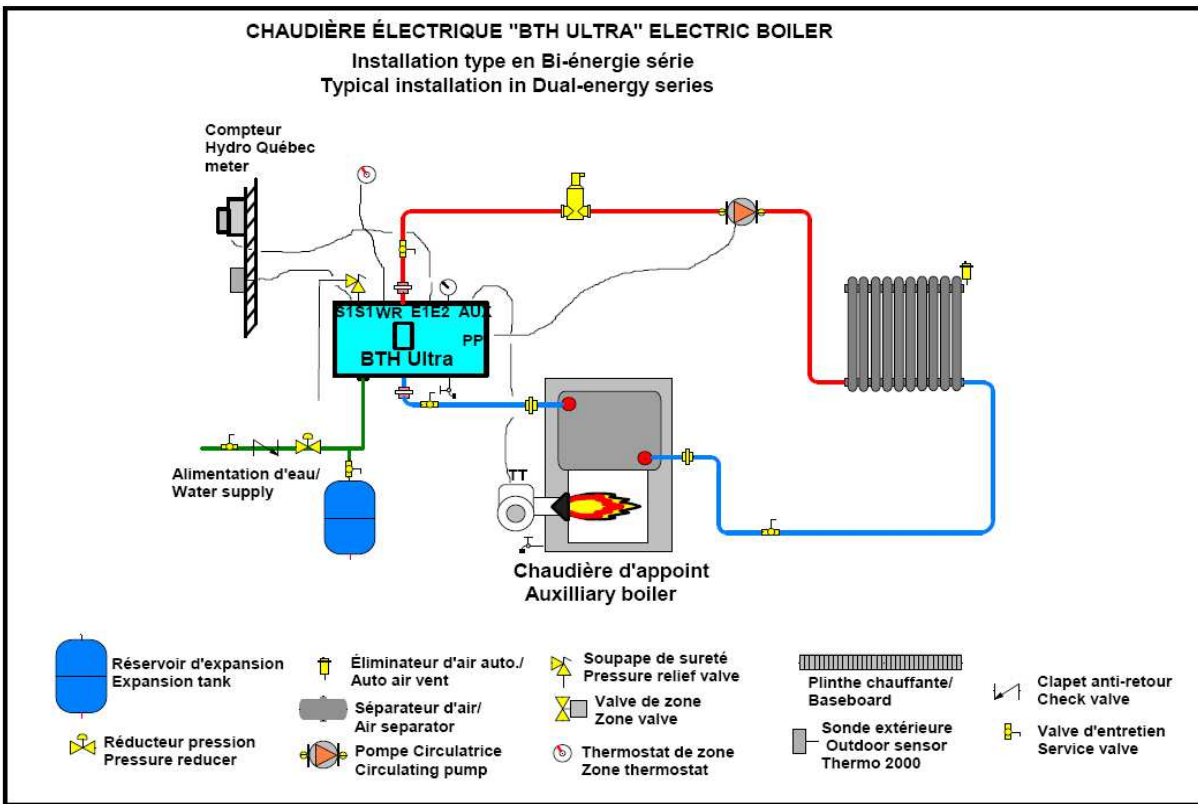 CHAUDIÈRE ÉLECTRIQUE "BTH ULTRA" ELECTRIC BOILER
Installation type en Bi-énergie série
Typical installation in Dual-energy series
Compteur
Hydro Québec
meter
S1S1 WR E1E2 AUX
PP
BTH Ultra
Alimentation d'eau/
Water supply
TT
Chaudière d'appoint
Auxilliary boiler
Réservoir d'expansion
Expansion tank
Réducteur pression
Pressure reducer
Éliminateur d'air auto./
Auto air vent
Séparateur d'air/
Air separator
Pompe Circulatrice
Circulating pump
Soupape de sureté
Pressure relief valve
Valve de zone
Zone valve
Thermostat de zone
Zone thermostat
Plinthe chauffante/
Baseboard
Sonde extérieure
Outdoor sensor
Thermo 2000
Clapet anti-retour
Check valve
Valve d'entretien
Service valve